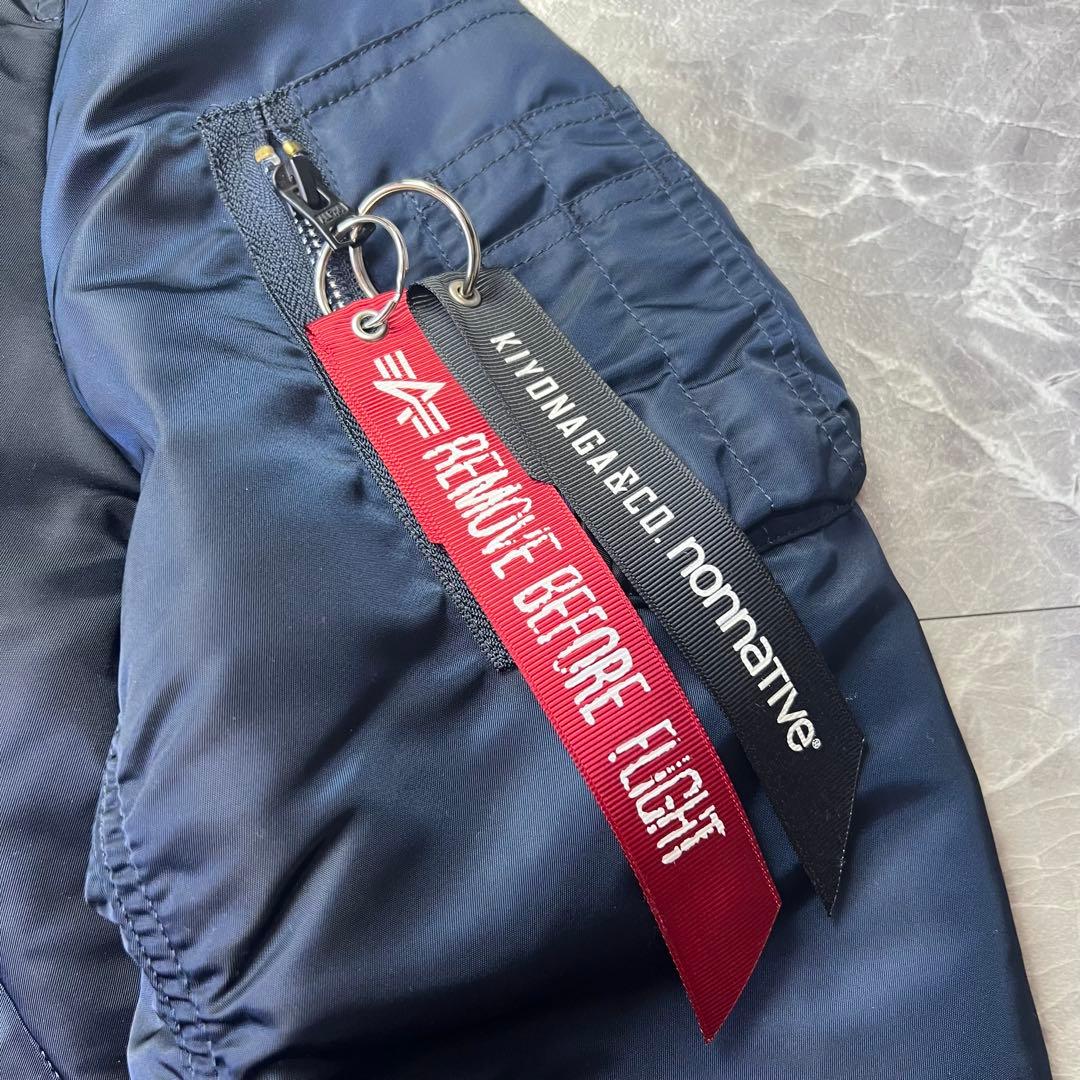 REMOVE BEFORE FLIGHT
KIYONAGA&CO. nonnative®